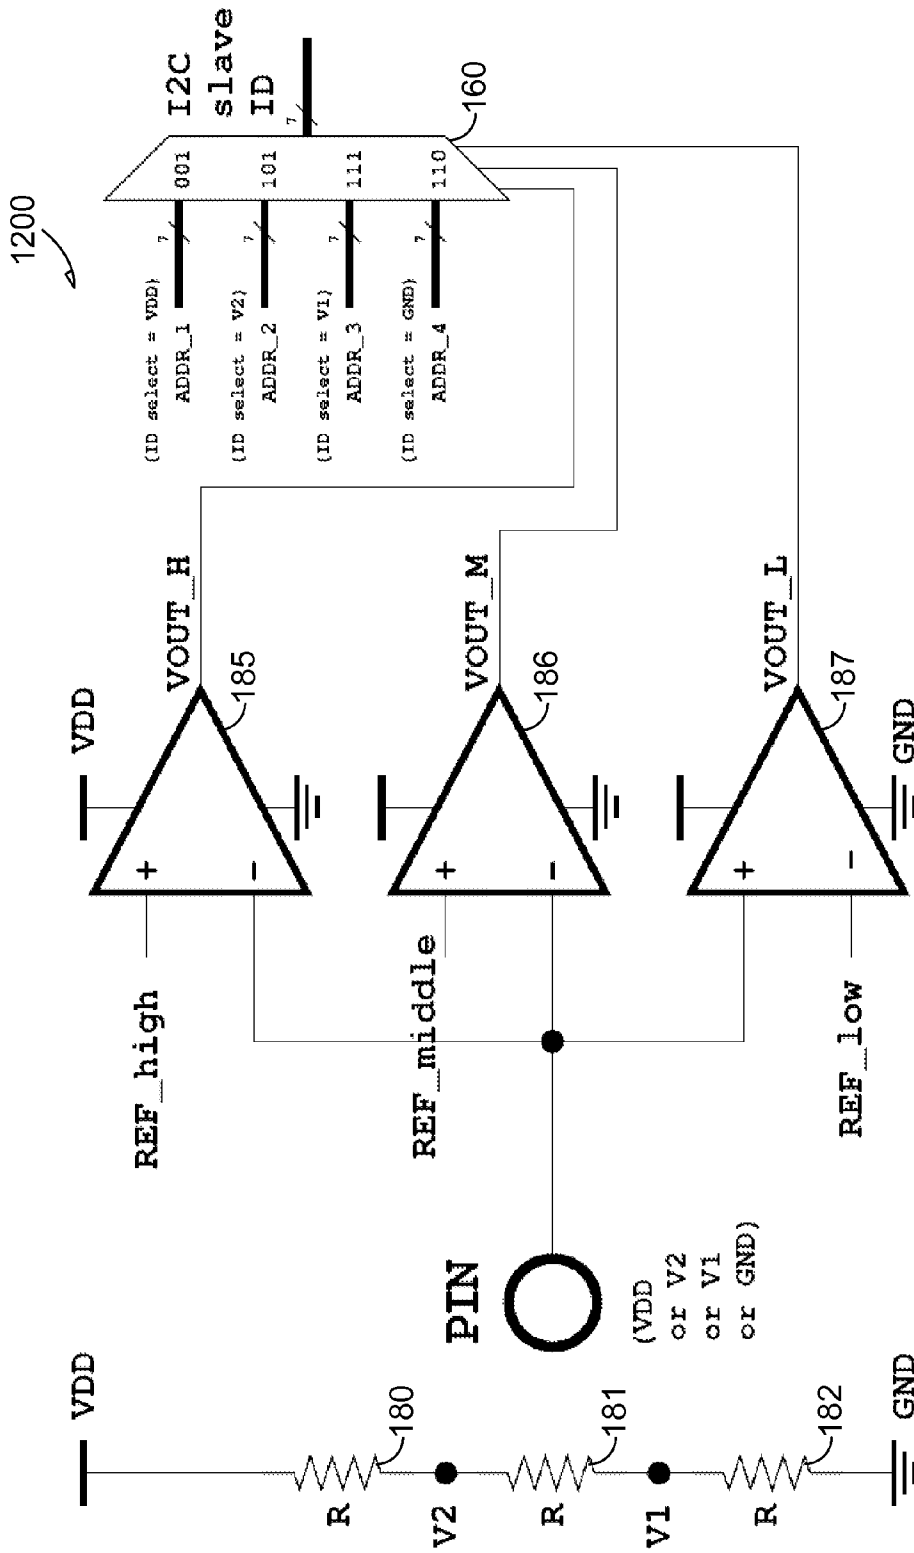 1200
VDD
R
180
V2
R
181
V1
R
182
GND
PIN
(VDD
or V2
or V1
or GND)
REF_high
REF_middle
REF_low
VDD
+
-
185
VOUT_H
+
-
186
VOUT_M
+
-
187
VOUT_L
GND
(ID select = VDD)
ADDR_1
7
001
(ID select = V2)
ADDR_2
7
101
(ID select = V1)
ADDR_3
7
111
(ID select = GND)
ADDR_4
7
110
160
I2C
slave
ID
7